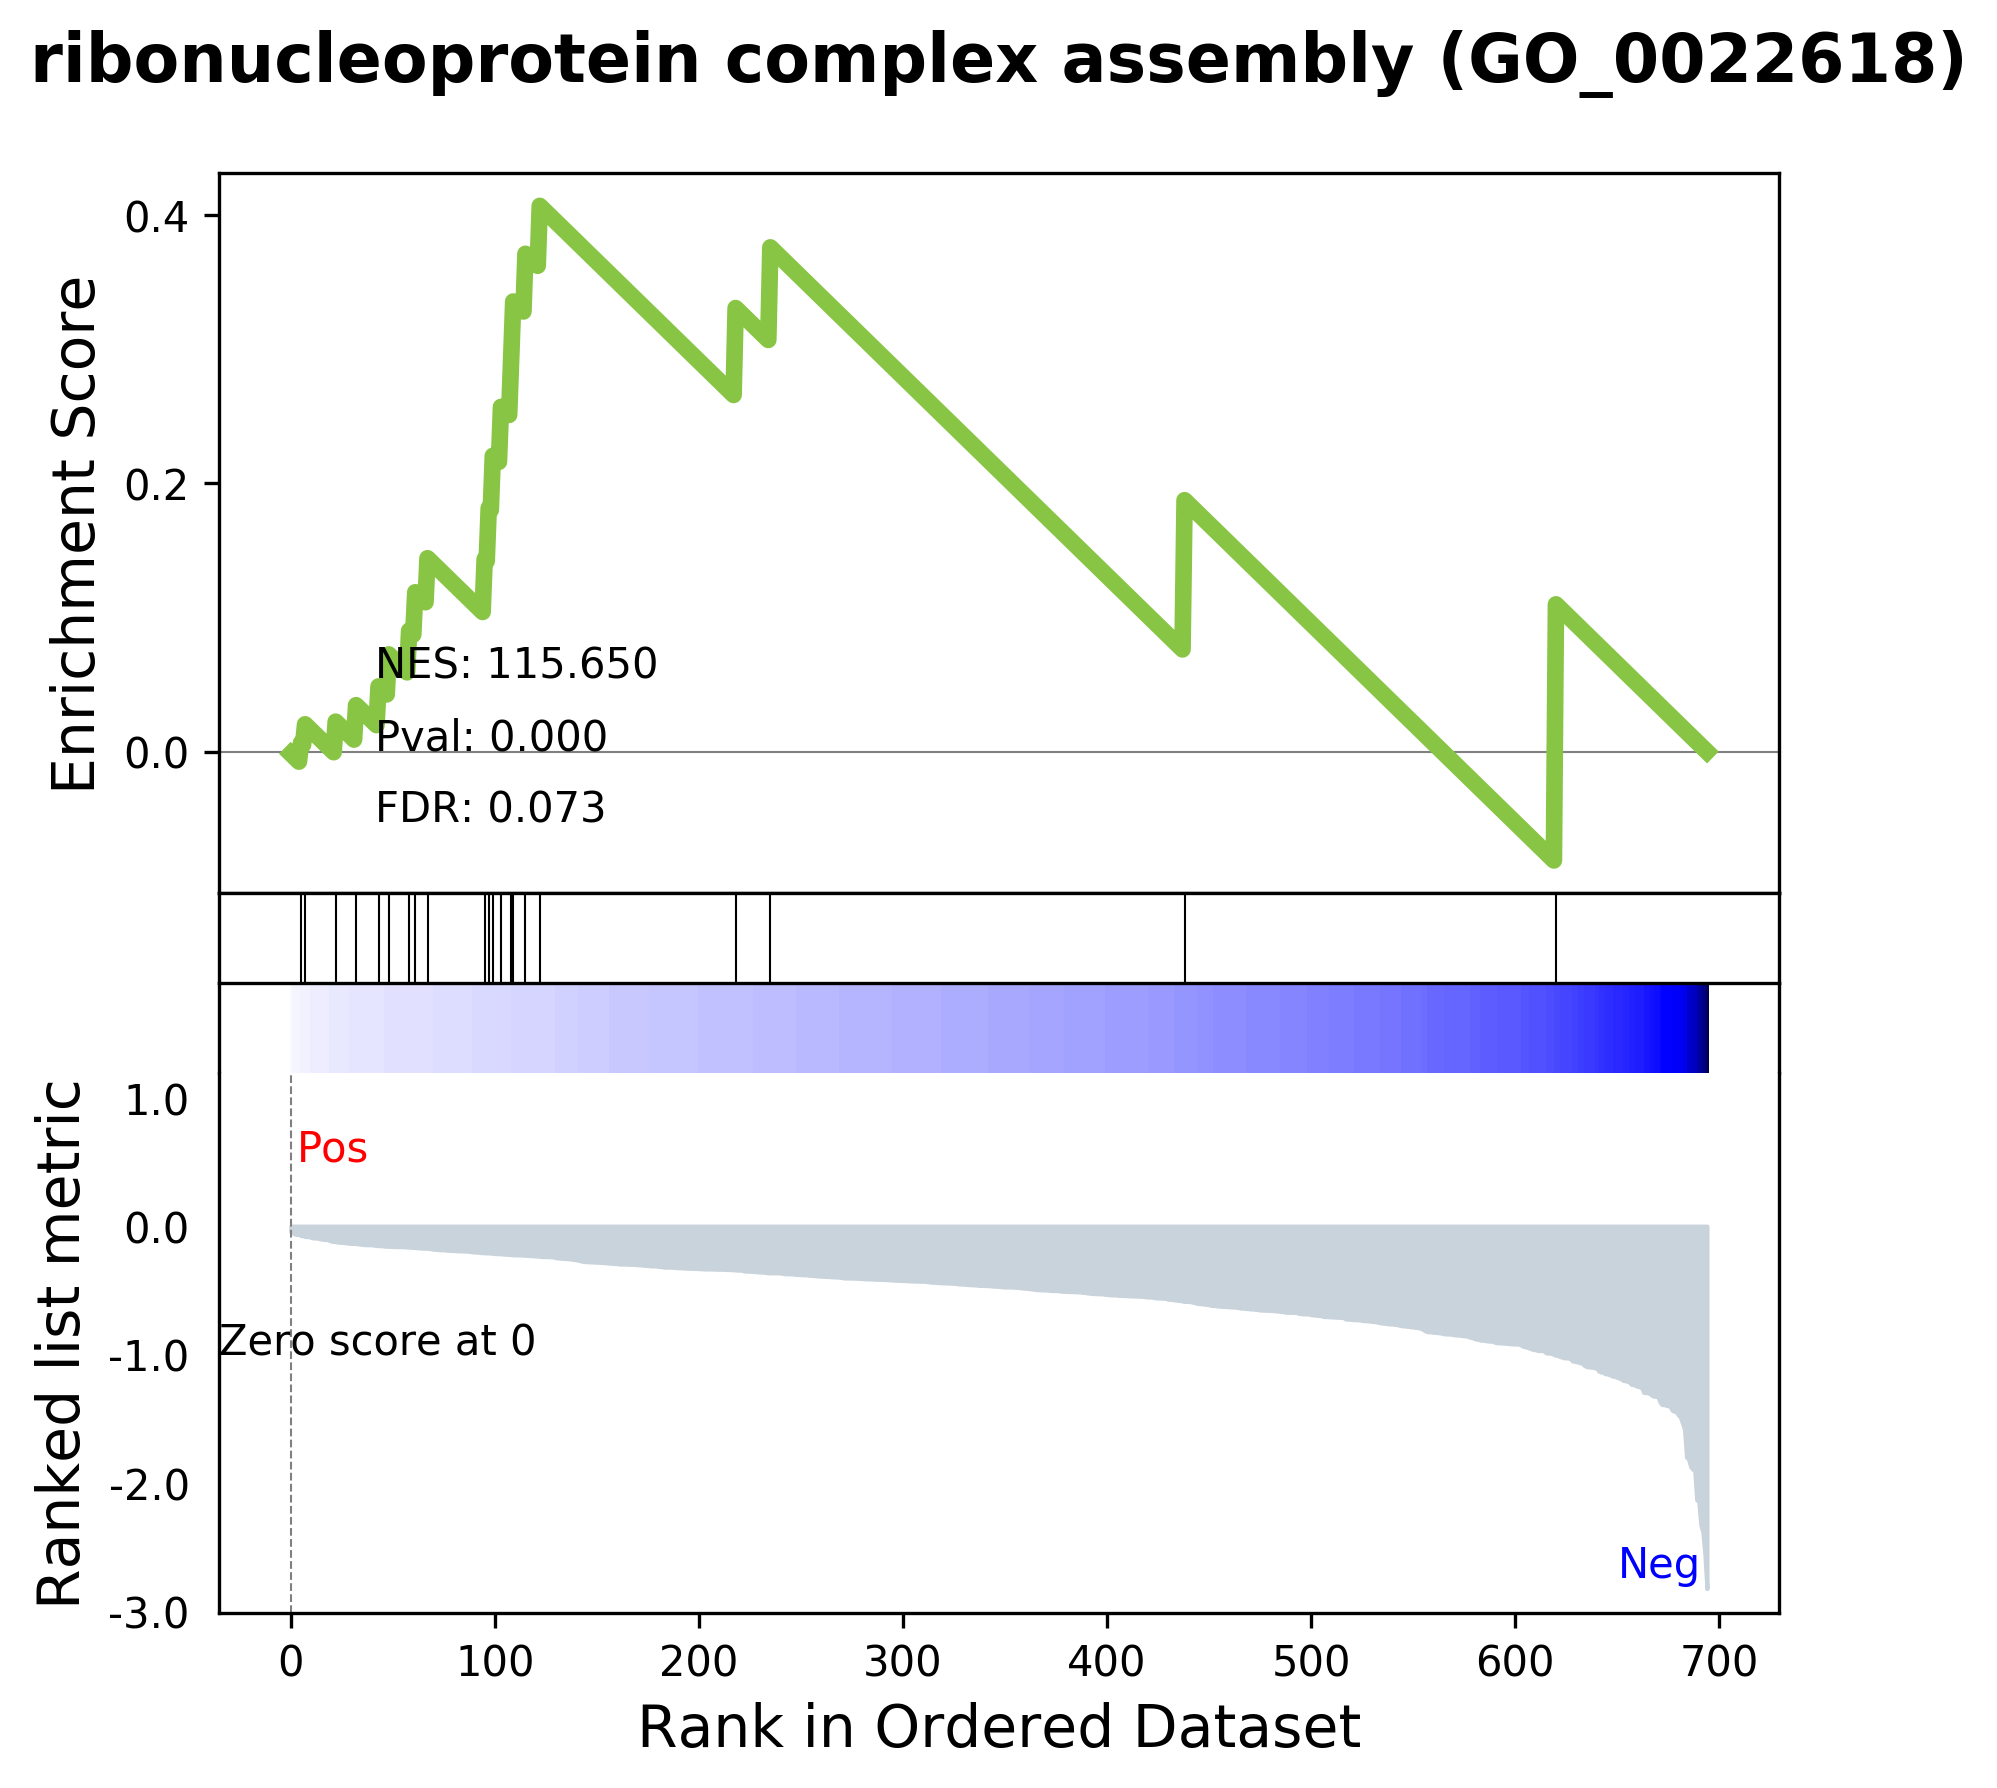 ribonucleoprotein complex assembly (GO_0022618)
Enrichment Score
0.4
0.2
0.0
NES: 115.650
Pval: 0.000
FDR: 0.073
Ranked list metric
1.0
0.0
-1.0
-2.0
-3.0
Pos
Zero score at 0
Neg
0 100 200 300 400 500 600 700
Rank in Ordered Dataset